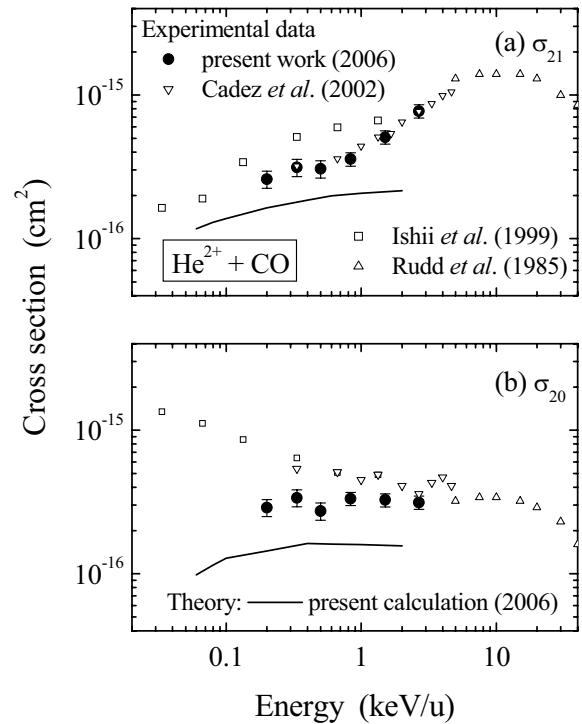 Experimental data
present work (2006)
Cadez et al. (2002)
(a) σ21
10-15
10-16
He2+ + CO
Ishii et al. (1999)
Rudd et al. (1985)
Cross section (cm2)
(b) σ20
10-15
10-16
Theory: present calculation (2006)
0.1 1 10
Energy (keV/u)